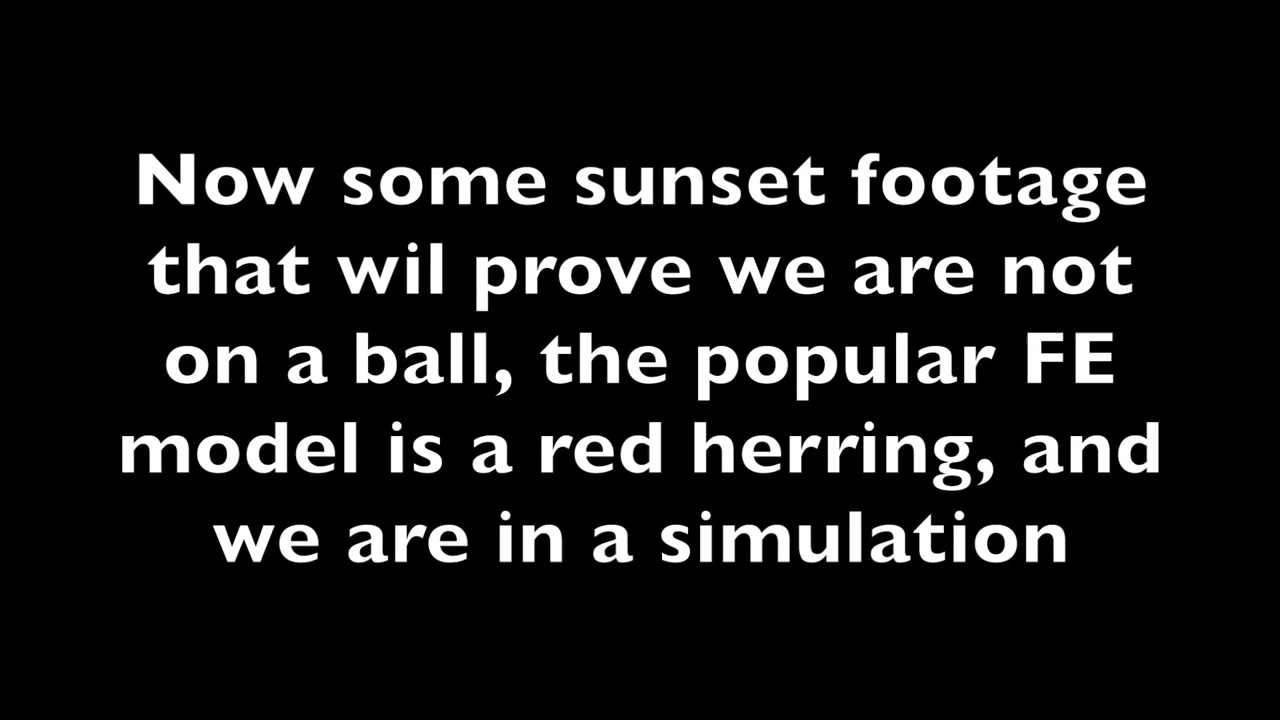 Now some sunset footage
that wil prove we are not
on a ball, the popular FE
model is a red herring, and
we are in a simulation